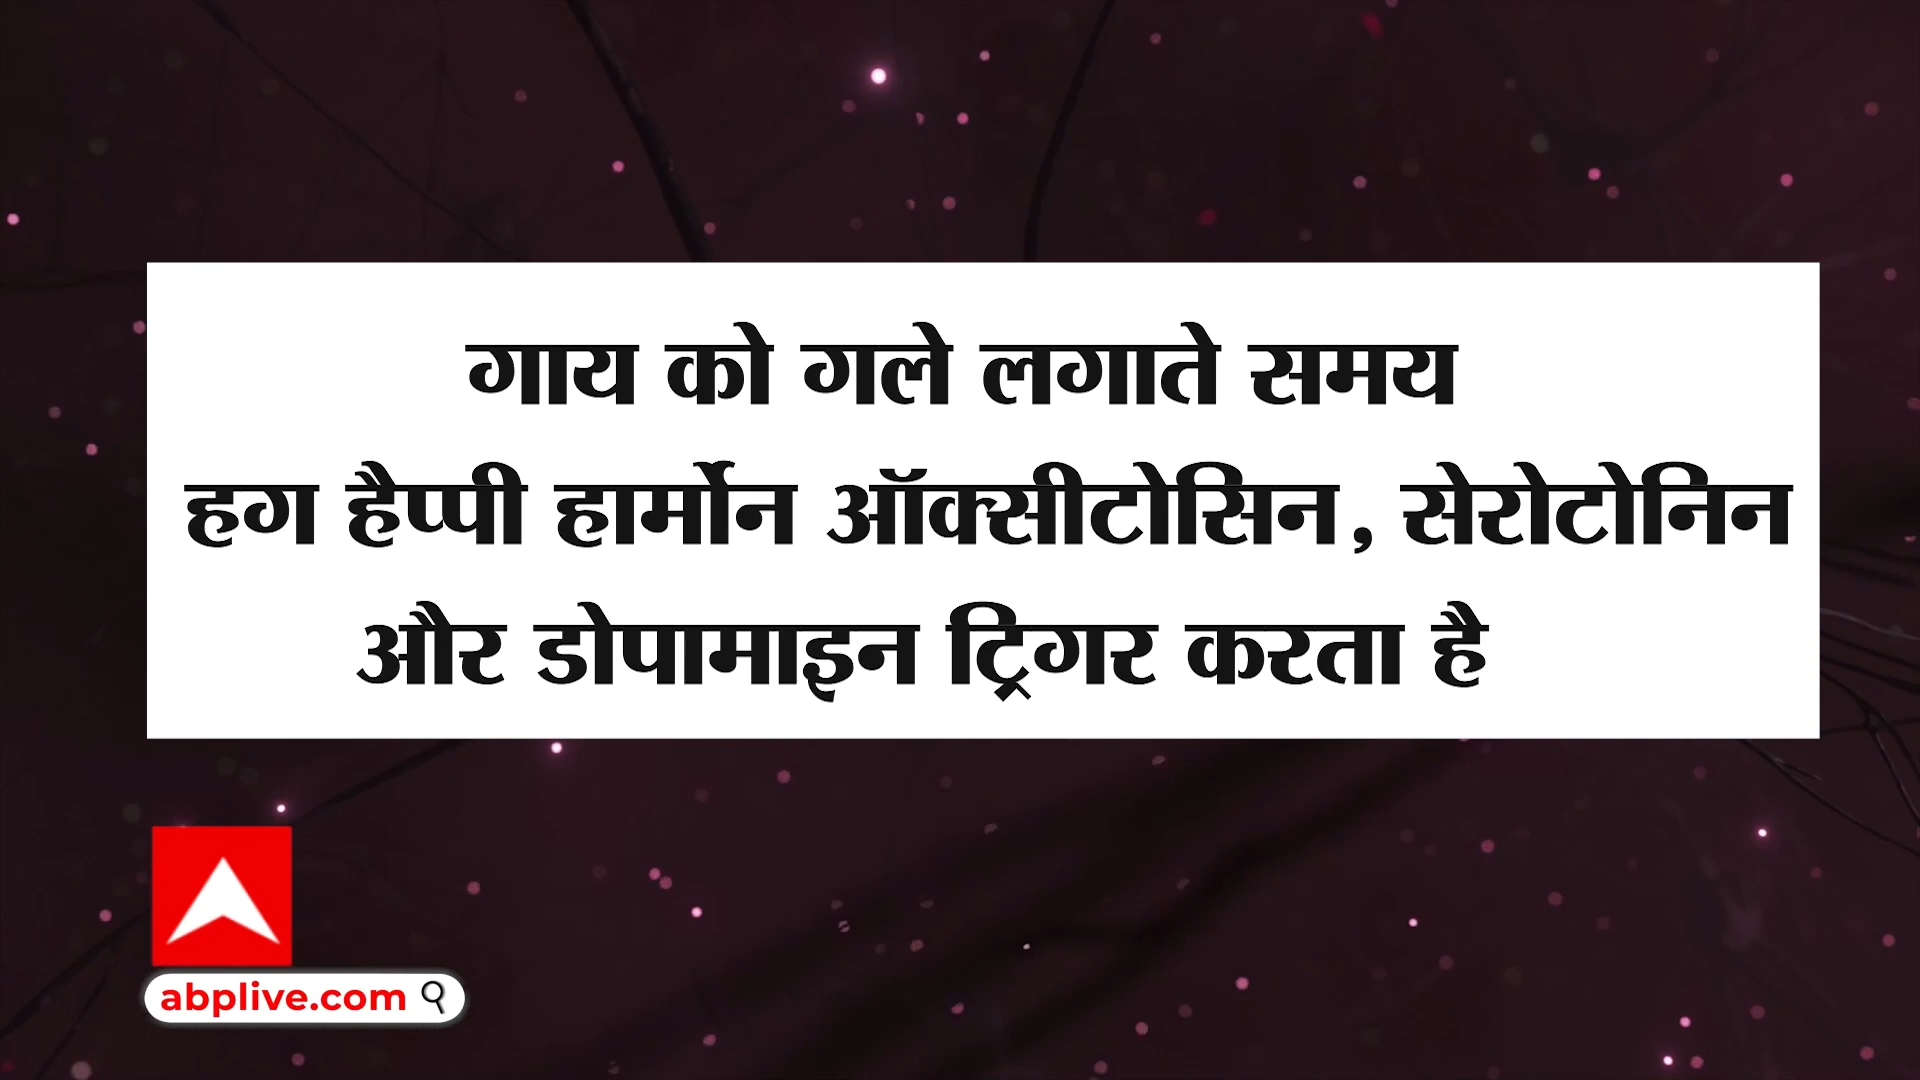 गाय को गले लगाते समय
हग हैप्पी हार्मोन ऑक्सीटोसिन, सेरोटोनिन
और डोपामाइन ट्रिगर करता है
abplive.com